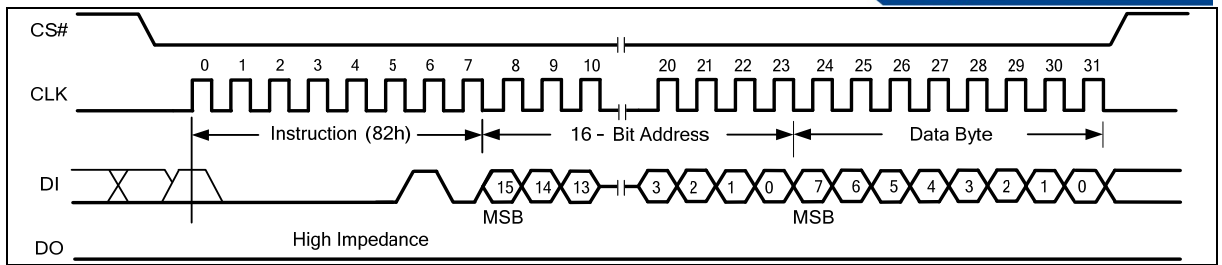 CS#
0 1 2 3 4 5 6 7 8 9 10 20 21 22 23 24 25 26 27 28 29 30 31
CLK
Instruction (82h) 16 - Bit Address Data Byte
DI 15 14 13 3 2 1 0 7 6 5 4 3 2 1 0
MSB MSB
High Impedance
DO